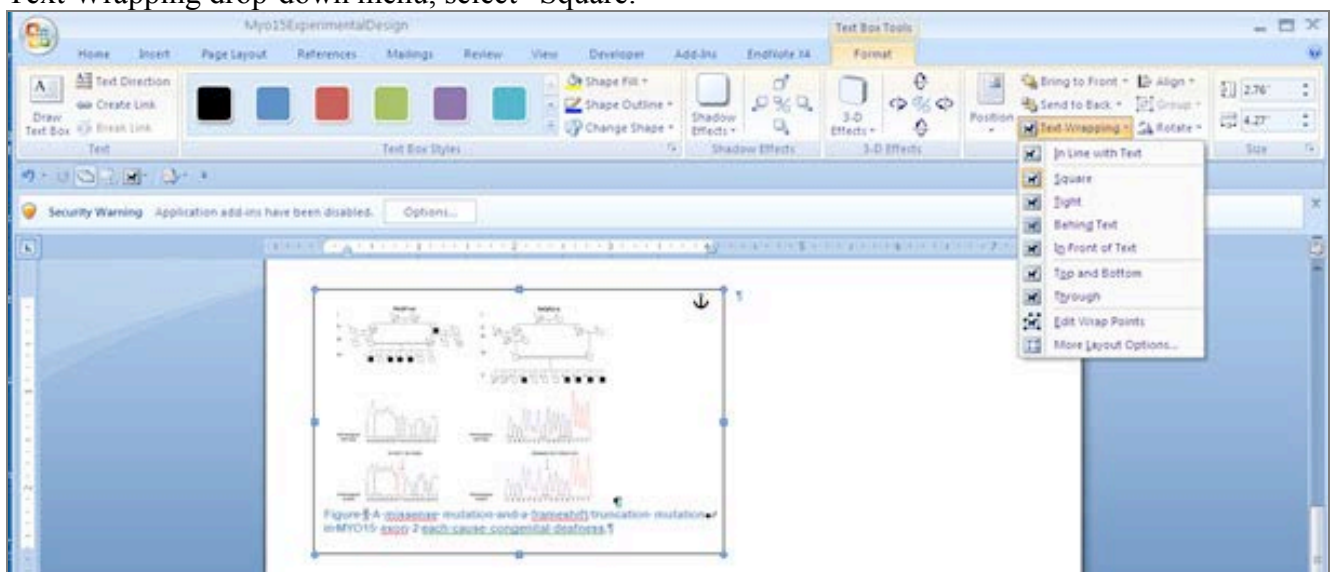 Text Wrapping drop-down menu, select "Square.
Myo15ExperimentalDesign
Text Box Tools
Home Insert Page Layout References Mailings Review View Developer Add-Ins EndNote X4 Format
Draw Text Box
Text Direction
Create Link
Break Link
Text
Text Box Styles
Shape Fill
Shape Outline
Change Shape
Shadow Effects
Shadow Effects
3-D Effects
3-D Effects
Position
Bring to Front
Send to Back
Text Wrapping
Align
Group
Rotate
2.76"
4.27"
Size
In Line with Text
Square
Tight
Behind Text
In Front of Text
Top and Bottom
Through
Edit Wrap Points
More Layout Options...
Security Warning Application add-ins have been disabled. Options...
Figure A missense mutation and a frameshift truncation mutation
in MYO15 exon 2 each cause congenital deafness.¶